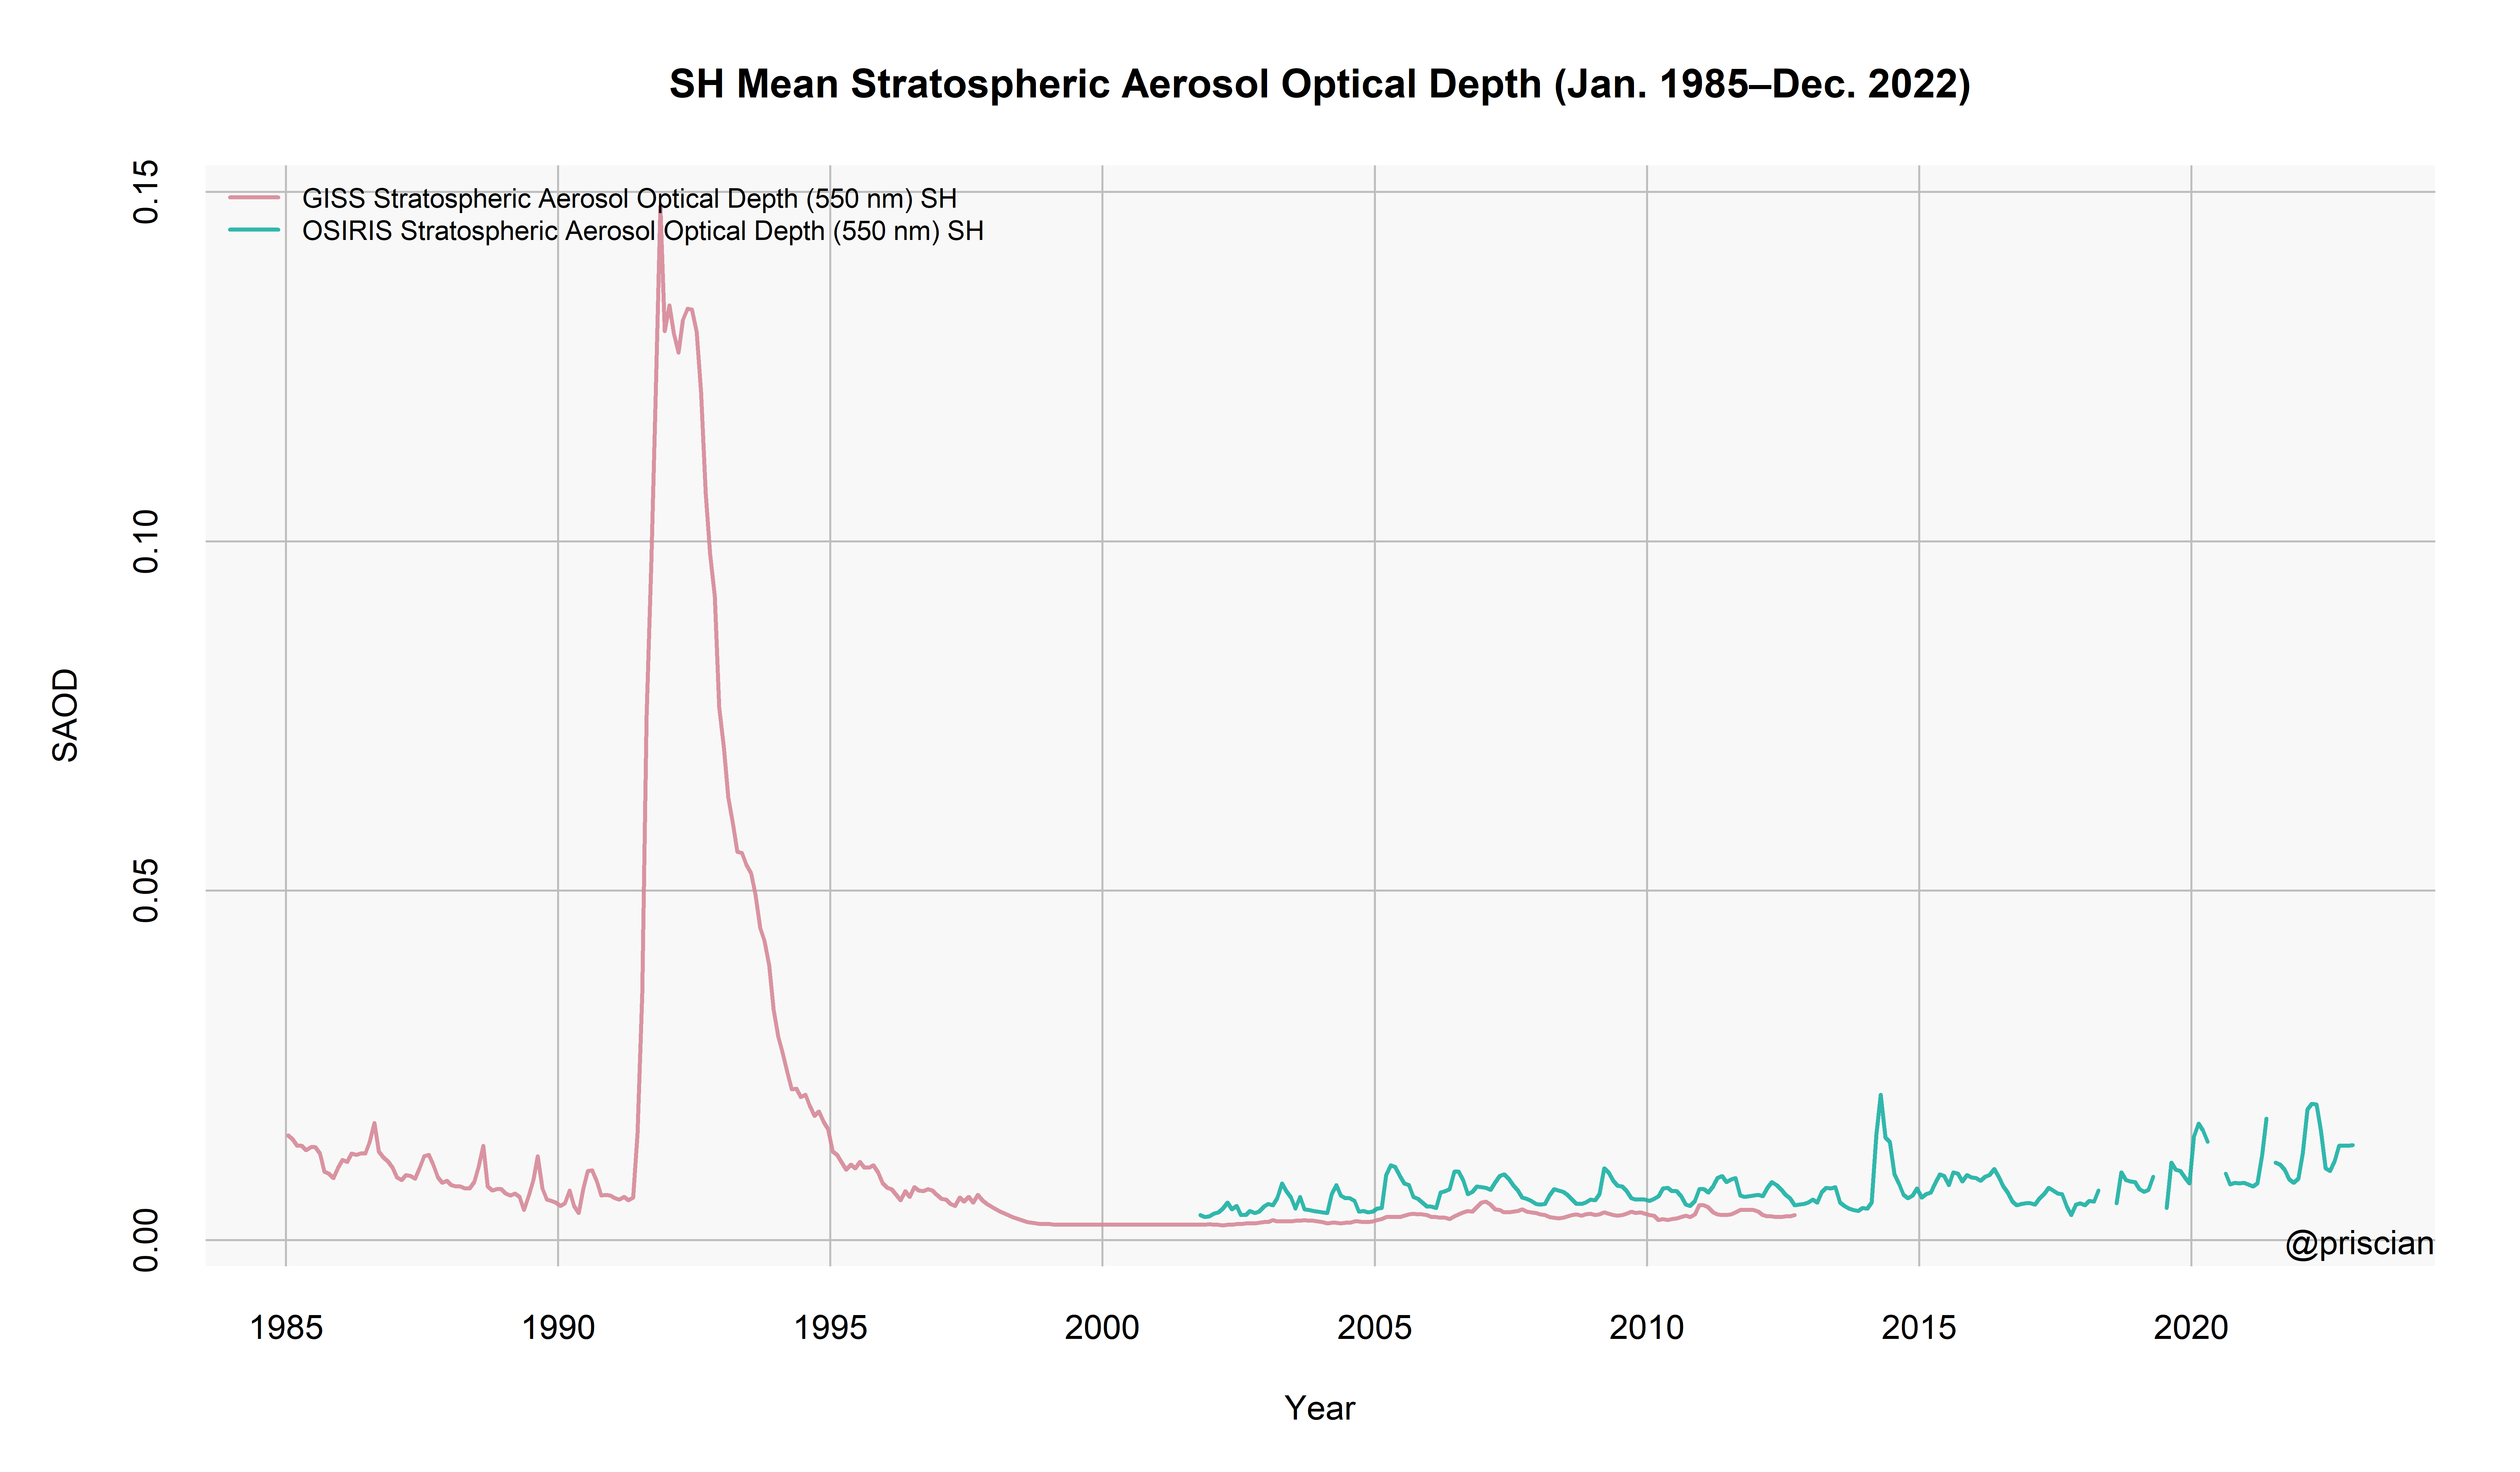 SH Mean Stratospheric Aerosol Optical Depth (Jan. 1985–Dec. 2022)
GISS Stratospheric Aerosol Optical Depth (550 nm) SH
OSIRIS Stratospheric Aerosol Optical Depth (550 nm) SH
0.15
0.10
0.05
0.00
SAOD
@priscian
1985 1990 1995 2000 2005 2010 2015 2020
Year